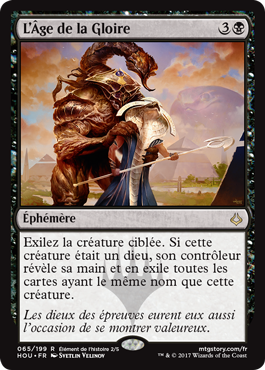 L'Âge de la Gloire 3
Éphémère
Exilez la créature ciblée. Si cette
créature était un dieu, son contrôleur
révèle sa main et en exile toutes les
cartes ayant le même nom que cette
créature.
Les dieux des épreuves eurent eux aussi
l'occasion de se montrer valeureux.
065/199 R Élément de l'histoire 2/5 mtgstory.com/fr
HOU • FR Svetlin Velinov ™ & © 2017 Wizards of the Coast